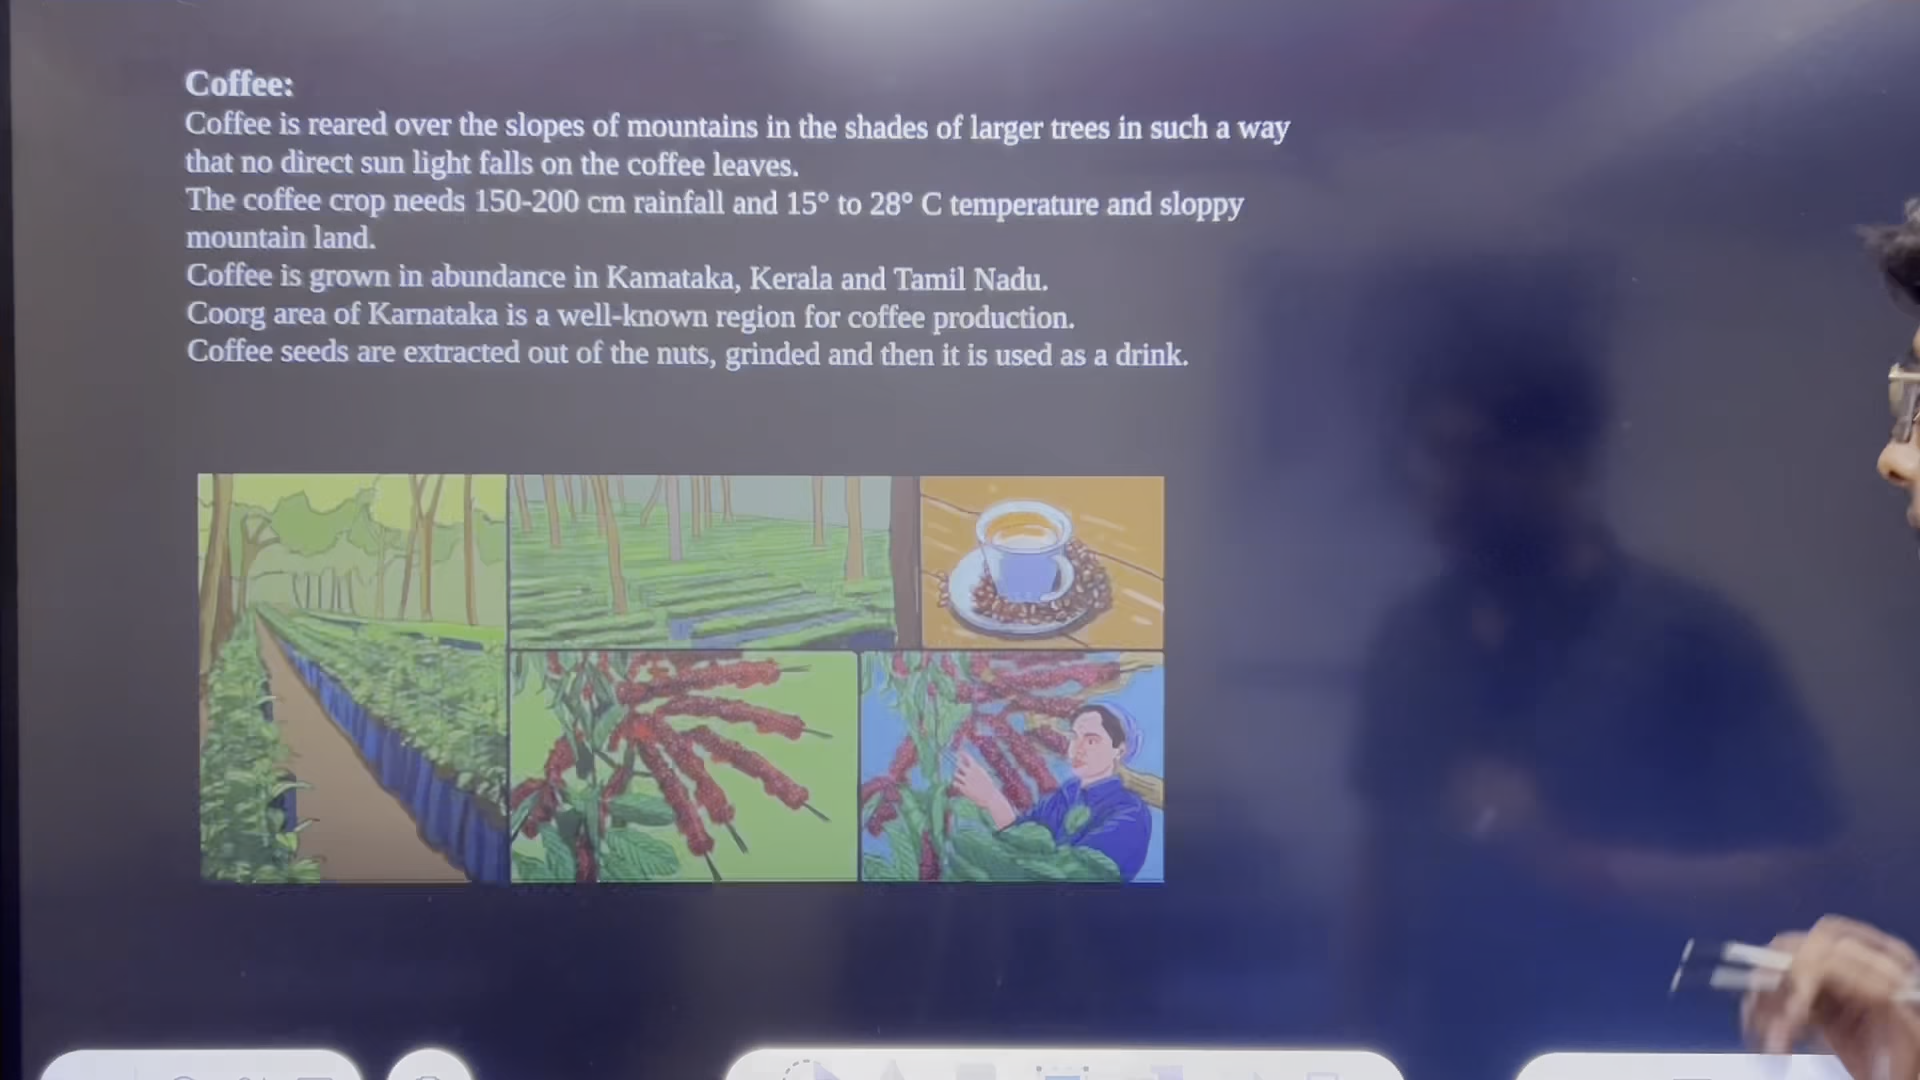 Coffee:
Coffee is reared over the slopes of mountains in the shades of larger trees in such a way
that no direct sun light falls on the coffee leaves.
The coffee crop needs 150-200 cm rainfall and 15° to 28° C temperature and sloppy
mountain land.
Coffee is grown in abundance in Kamataka, Kerala and Tamil Nadu.
Coorg area of Karnataka is a well-known region for coffee production.
Coffee seeds are extracted out of the nuts, grinded and then it is used as a drink.